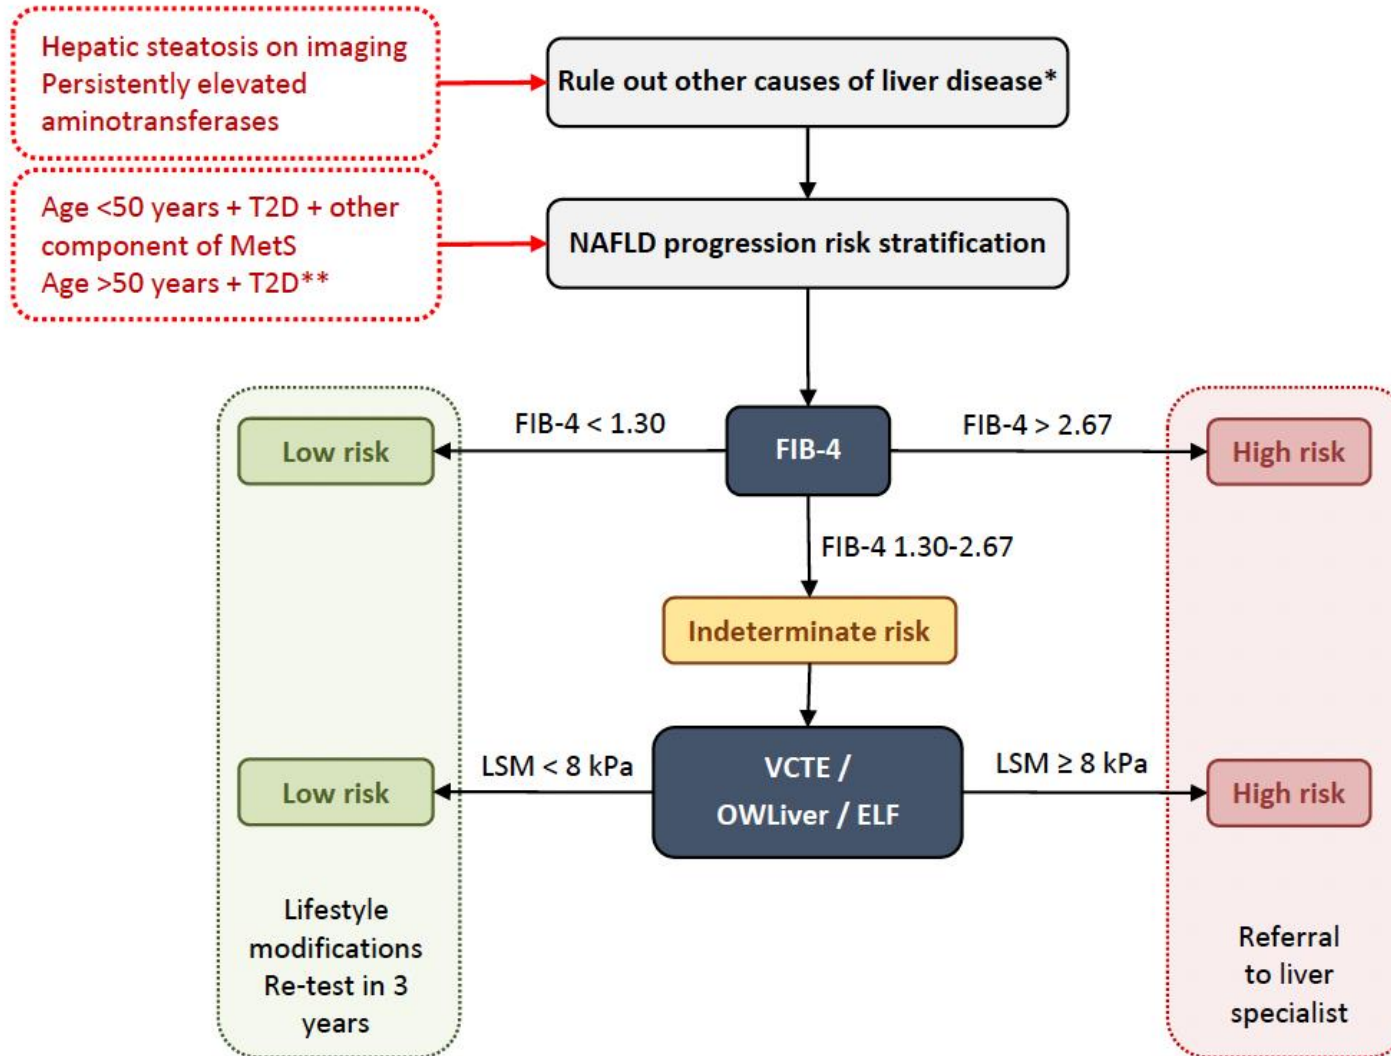 Hepatic steatosis on imaging
Persistently elevated
aminotransferases
Rule out other causes of liver disease*
Age <50 years + T2D + other
component of MetS
Age >50 years + T2D**
NAFLD progression risk stratification
Low risk
FIB-4 < 1.30
FIB-4
FIB-4 > 2.67
High risk
FIB-4 1.30-2.67
Indeterminate risk
Low risk
LSM < 8 kPa
VCTE /
OWLiver / ELF
LSM ≥ 8 kPa
High risk
Lifestyle
modifications
Re-test in 3
years
Referral
to liver
specialist